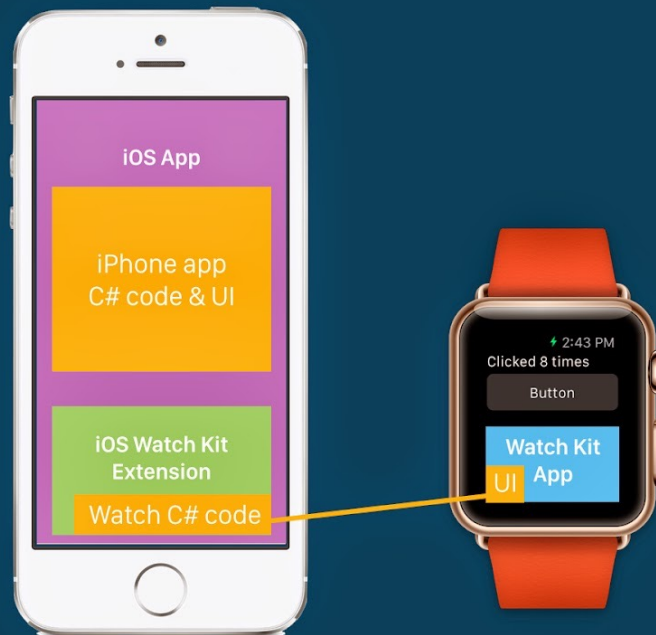 iOS App
iPhone app
C# code & UI
iOS Watch Kit
Extension
Watch C# code
2:43 PM
Clicked 8 times
Button
Watch Kit
App
UI